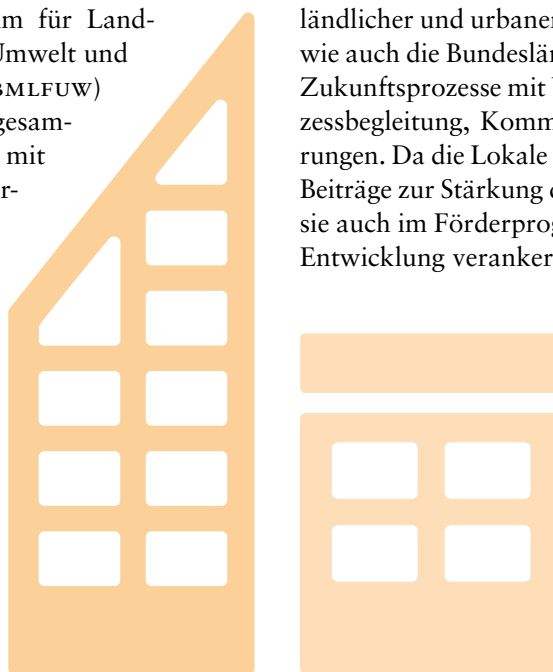 m für Land-
Umwelt und
BMLFUW)
gesam-
mit
r-
ländlicher und urbaner
wie auch die Bundeslän
Zukunftsprozesse mit
zessbegleitung, Komm
rungen. Da die Lokale
Beiträge zur Stärkung
sie auch im Förderprog
Entwicklung veranker